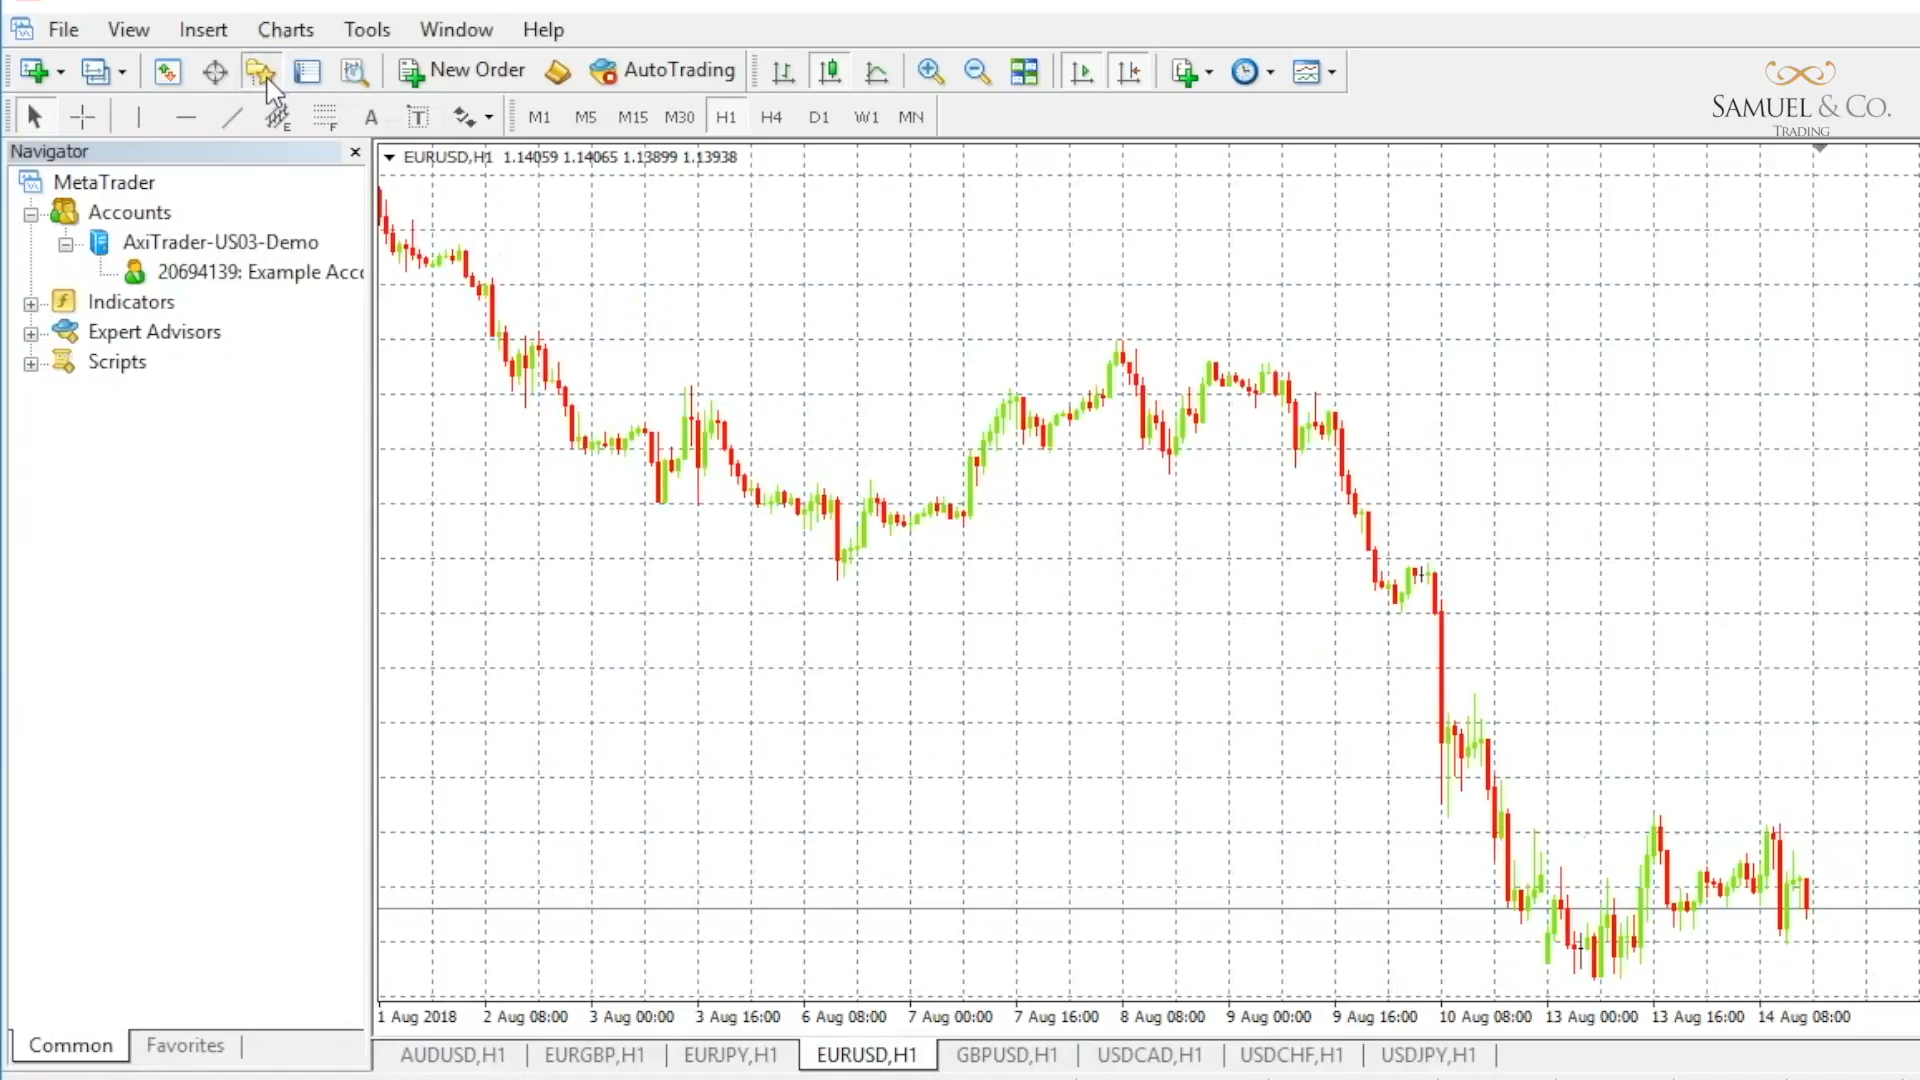 File View Insert Charts Tools Window Help
New Order AutoTrading
SAMUEL & CO.
TRADING
E F A T M1 M5 M15 M30 H1 H4 D1 W1 MN
Navigator
MetaTrader
Accounts
AxiTrader-US03-Demo
20694139: Example Acco
Indicators
Expert Advisors
Scripts
EURUSD,H1 1.14059 1.14065 1.13899 1.13938
1 Aug 2018 2 Aug 08:00 3 Aug 00:00 3 Aug 16:00 6 Aug 08:00 7 Aug 00:00 7 Aug 16:00 8 Aug 08:00 9 Aug 00:00 9 Aug 16:00 10 Aug 08:00 13 Aug 00:00 13 Aug 16:00 14 Aug 08:00
Common Favorites
AUDUSD,H1 EURGBP,H1 EURJPY,H1 EURUSD,H1 GBPUSD,H1 USDCAD,H1 USDCHF,H1 USDJPY,H1